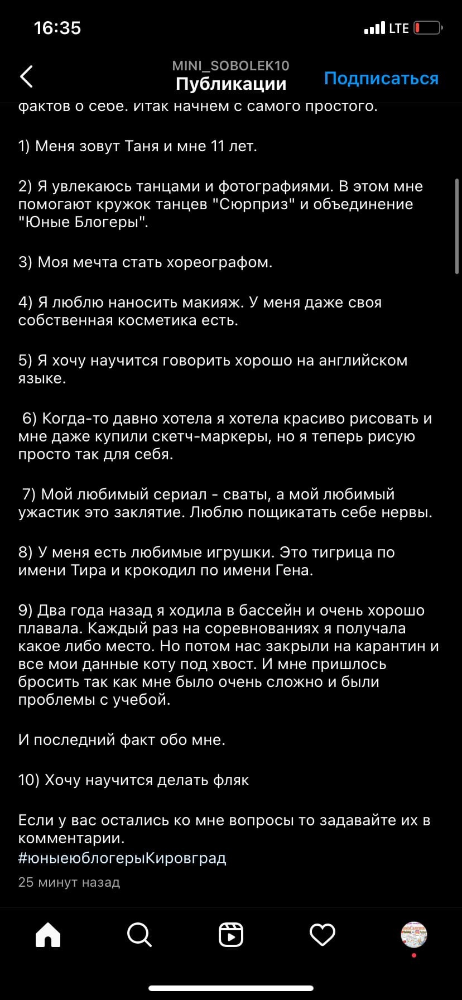 16:35
LTE
MINI_SOBOLEK10
Публикации
Подписаться
фактов о себе. Итак начнем с самого простого.
1) Меня зовут Таня и мне 11 лет.
2) Я увлекаюсь танцами и фотографиями. В этом мне
помогают кружок танцев "Сюрприз" и объединение
"Юные Блогеры".
3) Моя мечта стать хореографом.
4) Я люблю наносить макияж. У меня даже своя
собственная косметика есть.
5) Я хочу научится говорить хорошо на английском
языке.
6) Когда-то давно хотела я хотела красиво рисовать и
мне даже купили скетч-маркеры, но я теперь рисую
просто так для себя.
7) Мой любимый сериал - сваты, а мой любимый
ужастик это заклятие. Люблю пощикатать себе нервы.
8) У меня есть любимые игрушки. Это тигрица по
имени Тира и крокодил по имени Гена.
9) Два года назад я ходила в бассейн и очень хорошо
плавала. Каждый раз на соревнованиях я получала
какое либо место. Но потом нас закрыли на карантин и
все мои данные коту под хвост. И мне пришлось
бросить так как мне было очень сложно и были
проблемы с учебой.
И последний факт обо мне.
10) Хочу научится делать фляк
Если у вас остались ко мне вопросы то задавайте их в
комментарии.
#юныеюблогерыКировград
25 минут назад